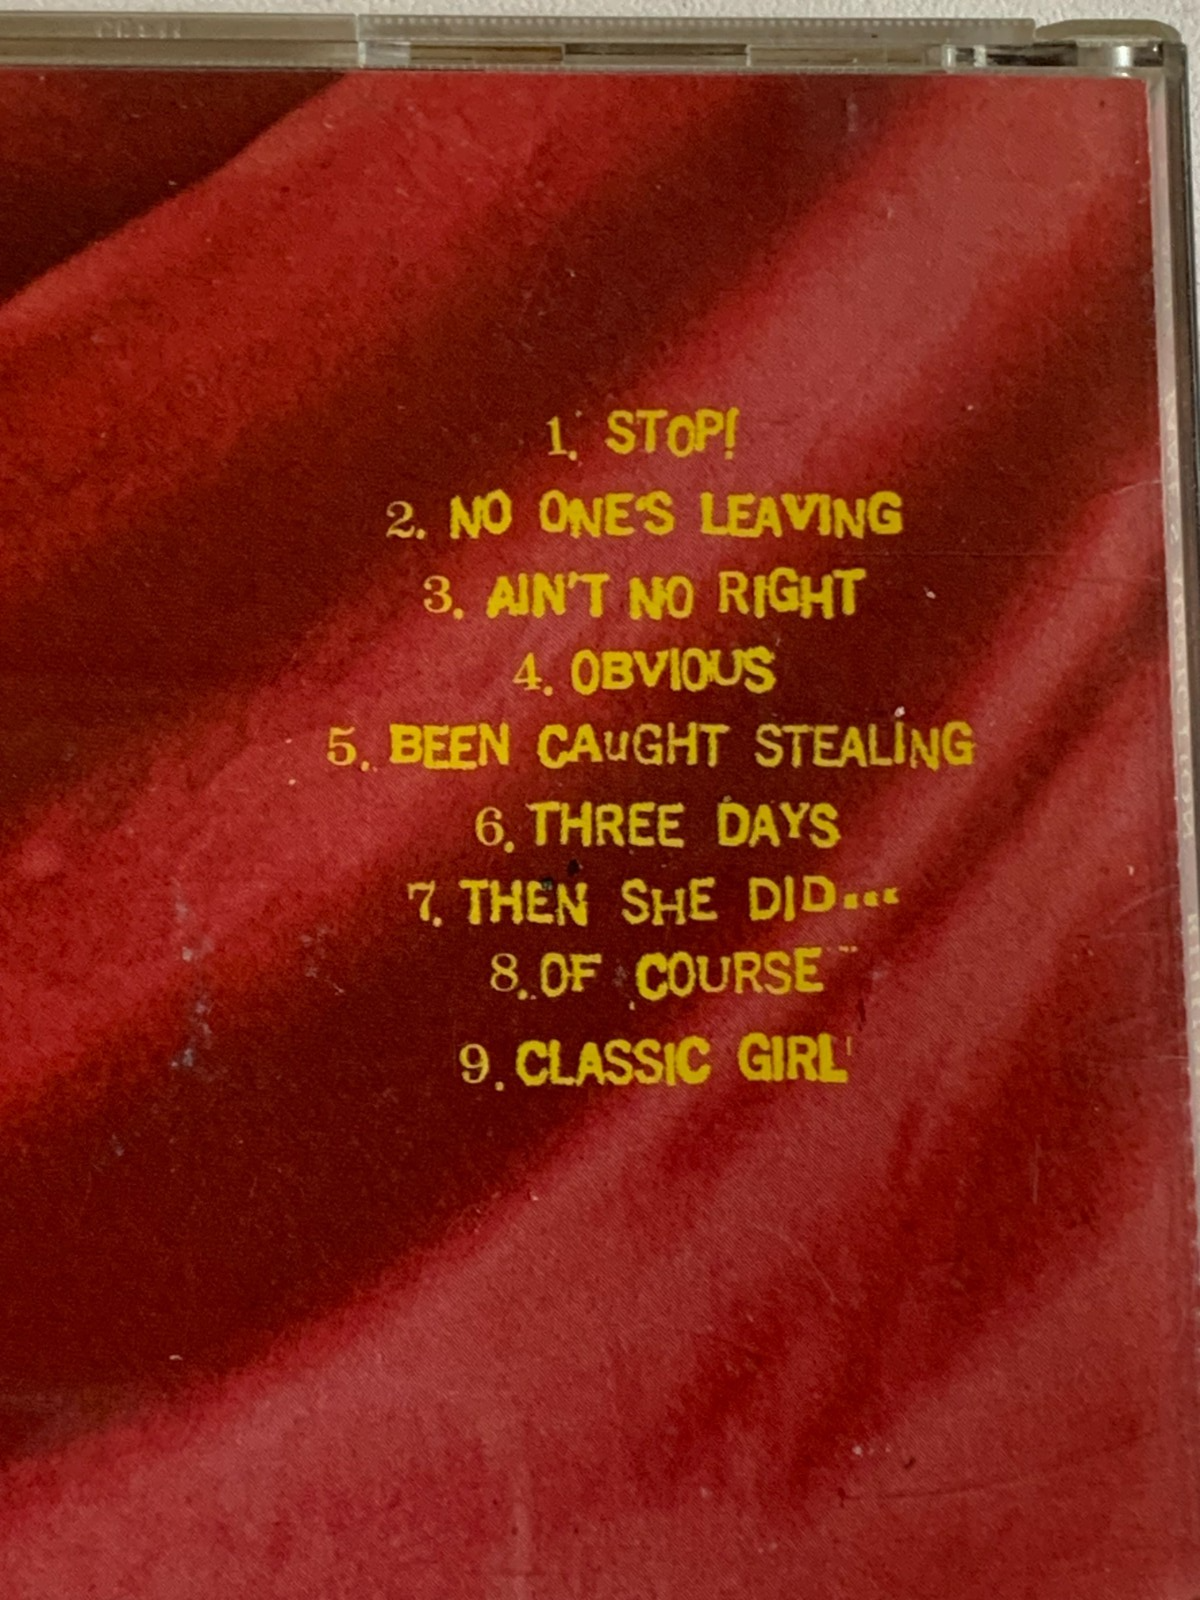 1. STOP!
2. NO ONE'S LEAVING
3. AIN'T NO RIGHT
4. OBVIOUS
5. BEEN CAUGHT STEALING
6. THREE DAYS
7. THEN SHE DID...
8. OF COURSE
9. CLASSIC GIRL